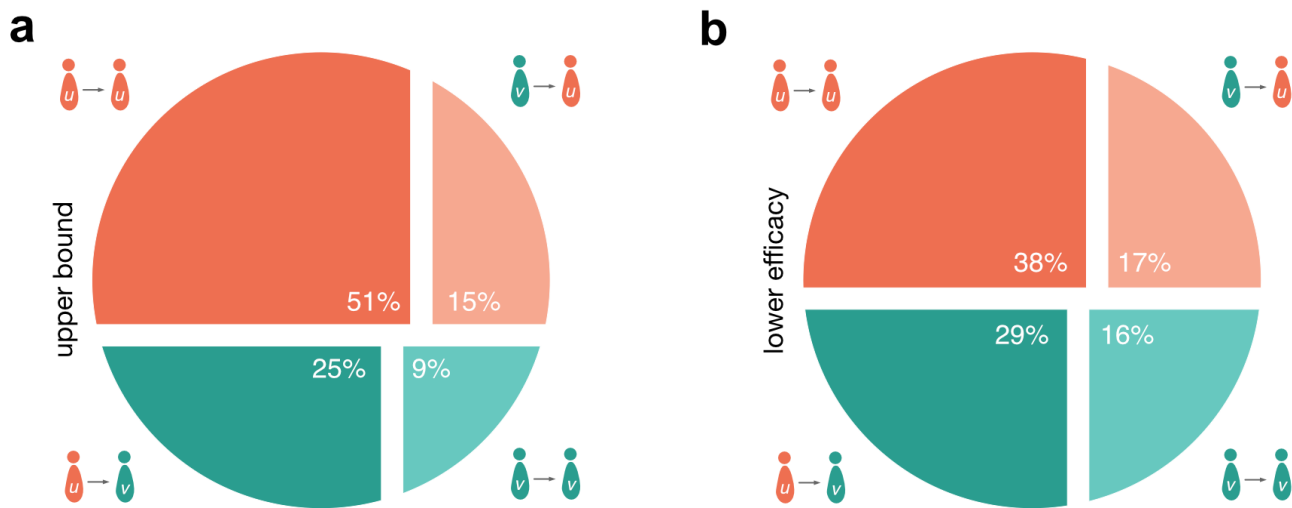 a
b
u → u
v → u
u → u
v → u
upper bound
lower efficacy
51%
15%
38%
17%
25%
9%
29%
16%
u → v
v → v
u → v
v → v